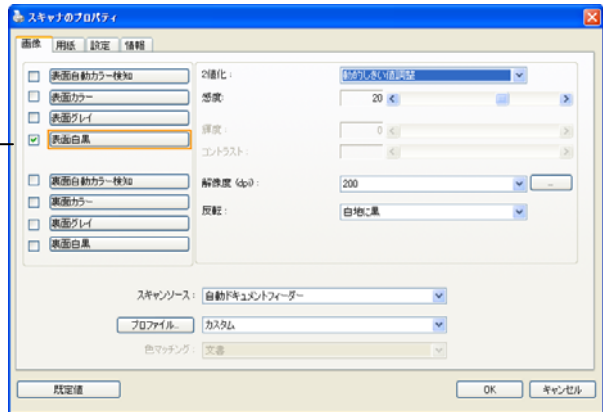 スキャナのプロパティ
画像 用紙 設定 情報
表面自動カラー検知
表面カラー
表面グレイ
表面白黒
裏面自動カラー検知
裏面カラー
裏面グレイ
裏面白黒
2値化： 動的しきい値調整
感度: 20
輝度： 0
コントラスト：
解像度 (dpi)： 200 ...
反転： 白地に黒
スキャンソース： 自動ドキュメントフィーダー
プロファイル... カスタム
色マッチング： 文書
既定値 OK キャンセル